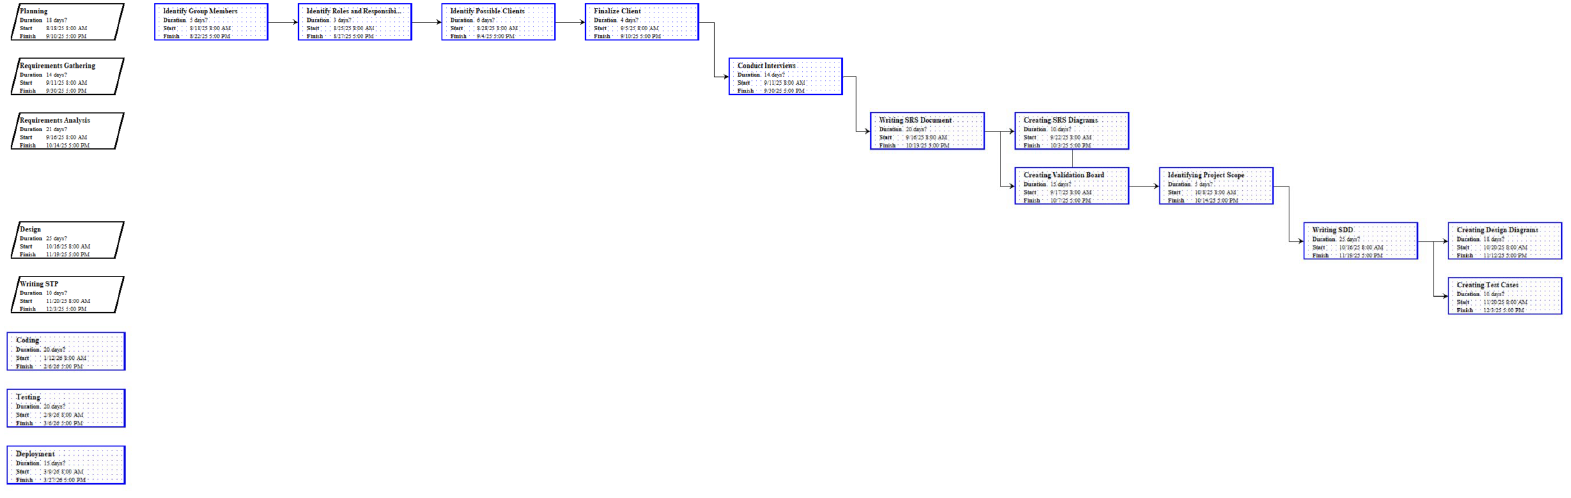 Planning
Duration 18 days?
Start 8/18/25 8:00 AM
Finish 9/10/25 5:00 PM
Identify Group Members
Duration 5 days?
Start 8/18/25 8:00 AM
Finish 8/22/25 5:00 PM
Identify Roles and Responsibi...
Duration 3 days?
Start 8/25/25 8:00 AM
Finish 8/27/25 5:00 PM
Identify Possible Clients
Duration 6 days?
Start 8/28/25 8:00 AM
Finish 9/4/25 5:00 PM
Finalize Client
Duration 4 days?
Start 9/5/25 8:00 AM
Finish 9/10/25 5:00 PM
Requirements Gathering
Duration 14 days?
Start 9/11/25 8:00 AM
Finish 9/30/25 5:00 PM
Conduct Interviews
Duration 14 days?
Start 9/11/25 8:00 AM
Finish 9/30/25 5:00 PM
Requirements Analysis
Duration 21 days?
Start 9/16/25 8:00 AM
Finish 10/14/25 5:00 PM
Writing SRS Document
Duration 20 days?
Start 9/16/25 8:00 AM
Finish 10/13/25 5:00 PM
Creating SRS Diagrams
Duration 10 days?
Start 9/22/25 8:00 AM
Finish 10/3/25 5:00 PM
Creating Validation Board
Duration 15 days?
Start 9/17/25 8:00 AM
Finish 10/7/25 5:00 PM
Identifying Project Scope
Duration 5 days?
Start 10/8/25 8:00 AM
Finish 10/14/25 5:00 PM
Design
Duration 25 days?
Start 10/16/25 8:00 AM
Finish 11/19/25 5:00 PM
Writing SDD
Duration 25 days?
Start 10/16/25 8:00 AM
Finish 11/19/25 5:00 PM
Creating Design Diagrams
Duration 18 days?
Start 10/20/25 8:00 AM
Finish 11/12/25 5:00 PM
Writing STP
Duration 10 days?
Start 11/20/25 8:00 AM
Finish 12/3/25 5:00 PM
Creating Test Cases
Duration 10 days?
Start 11/20/25 8:00 AM
Finish 12/3/25 5:00 PM
Coding
Duration 20 days?
Start 1/12/26 8:00 AM
Finish 2/6/26 5:00 PM
Testing
Duration 20 days?
Start 2/9/26 8:00 AM
Finish 3/6/26 5:00 PM
Deployment
Duration 15 days?
Start 3/9/26 8:00 AM
Finish 3/27/26 5:00 PM